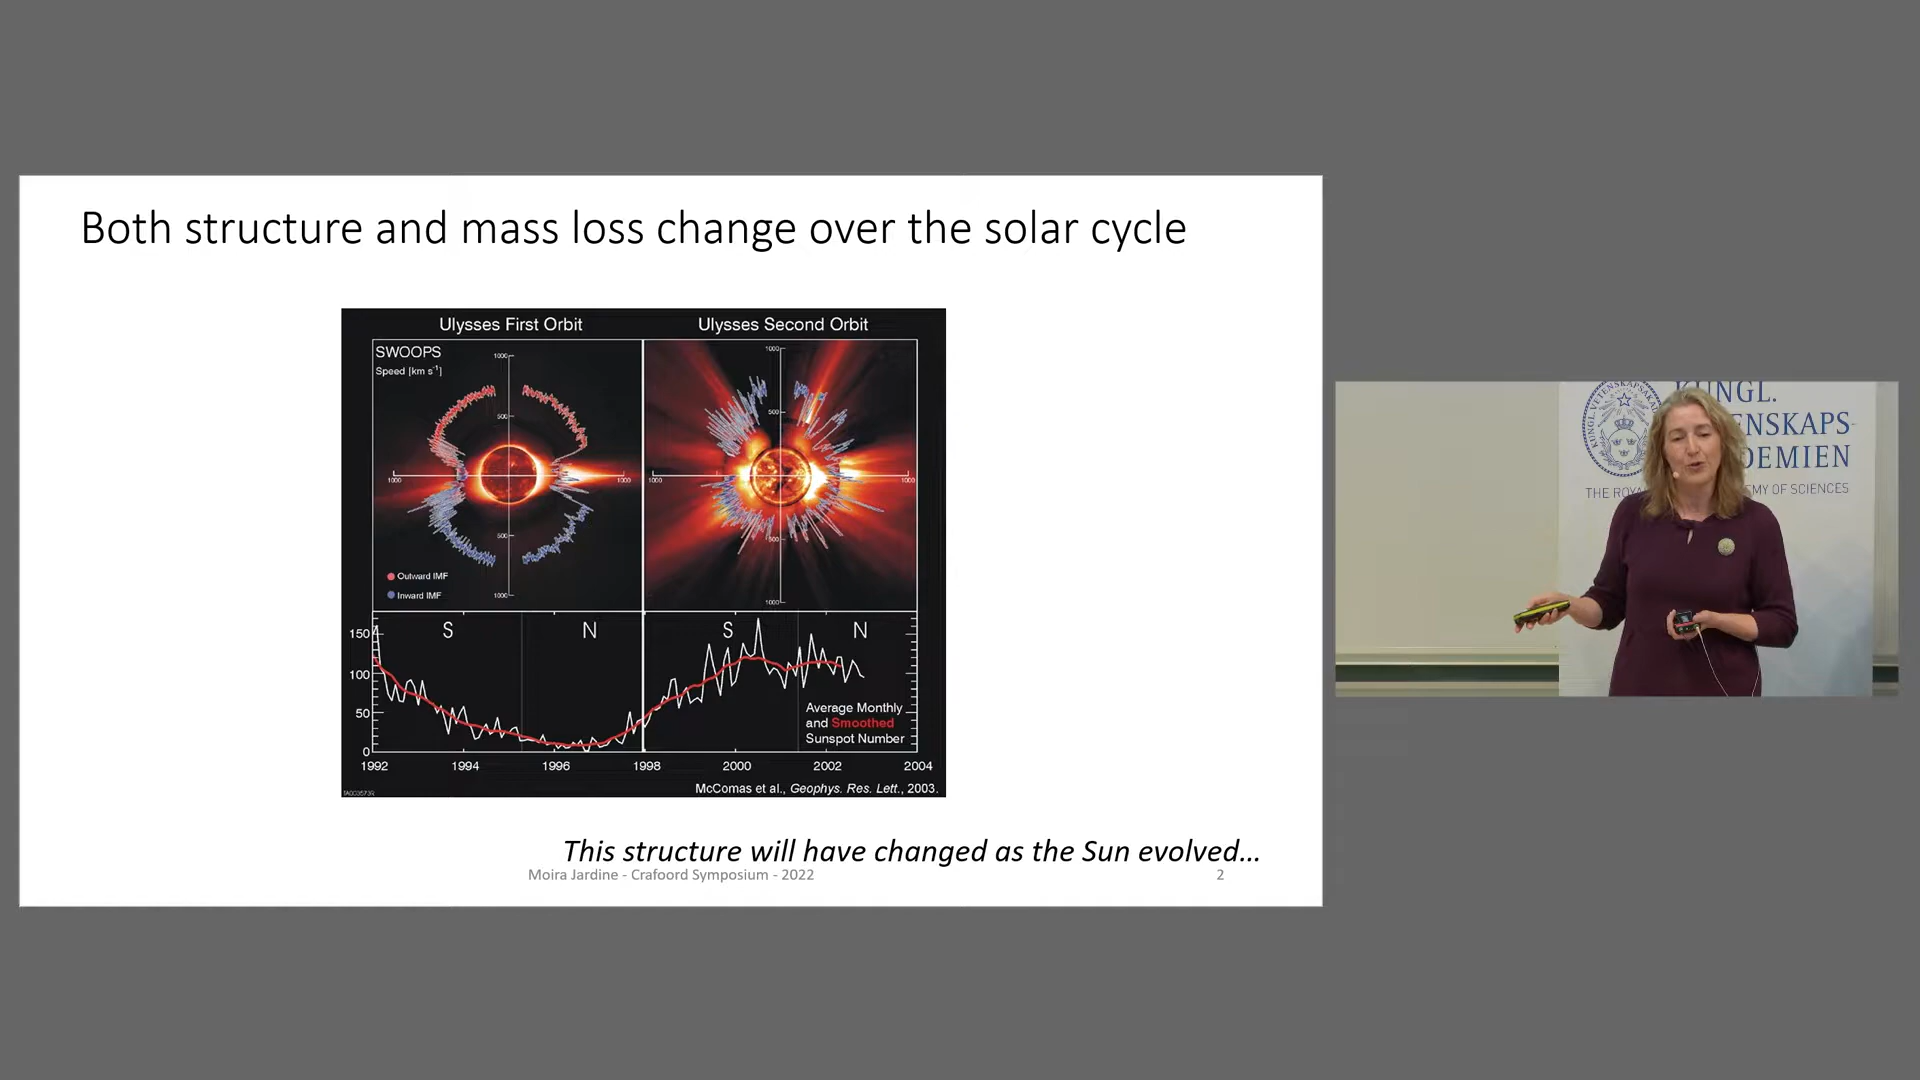 Both structure and mass loss change over the solar cycle
Ulysses First Orbit
Ulysses Second Orbit
SWOOPS
Speed [km s⁻¹]
1000
500
1000
1000
500
1000
Outward IMF
Inward IMF
1000
500
1000
1000
500
1000
S
N
S
N
150
100
50
0
Average Monthly
and Smoothed
Sunspot Number
1992
1994
1996
1998
2000
2002
2004
McComas et al., Geophys. Res. Lett., 2003.
This structure will have changed as the Sun evolved...
Moira Jardine - Crafoord Symposium - 2022
2
KUNGL.
ENSKAPS-
DEMIEN
THE ROYA
EMY OF SCIENCES